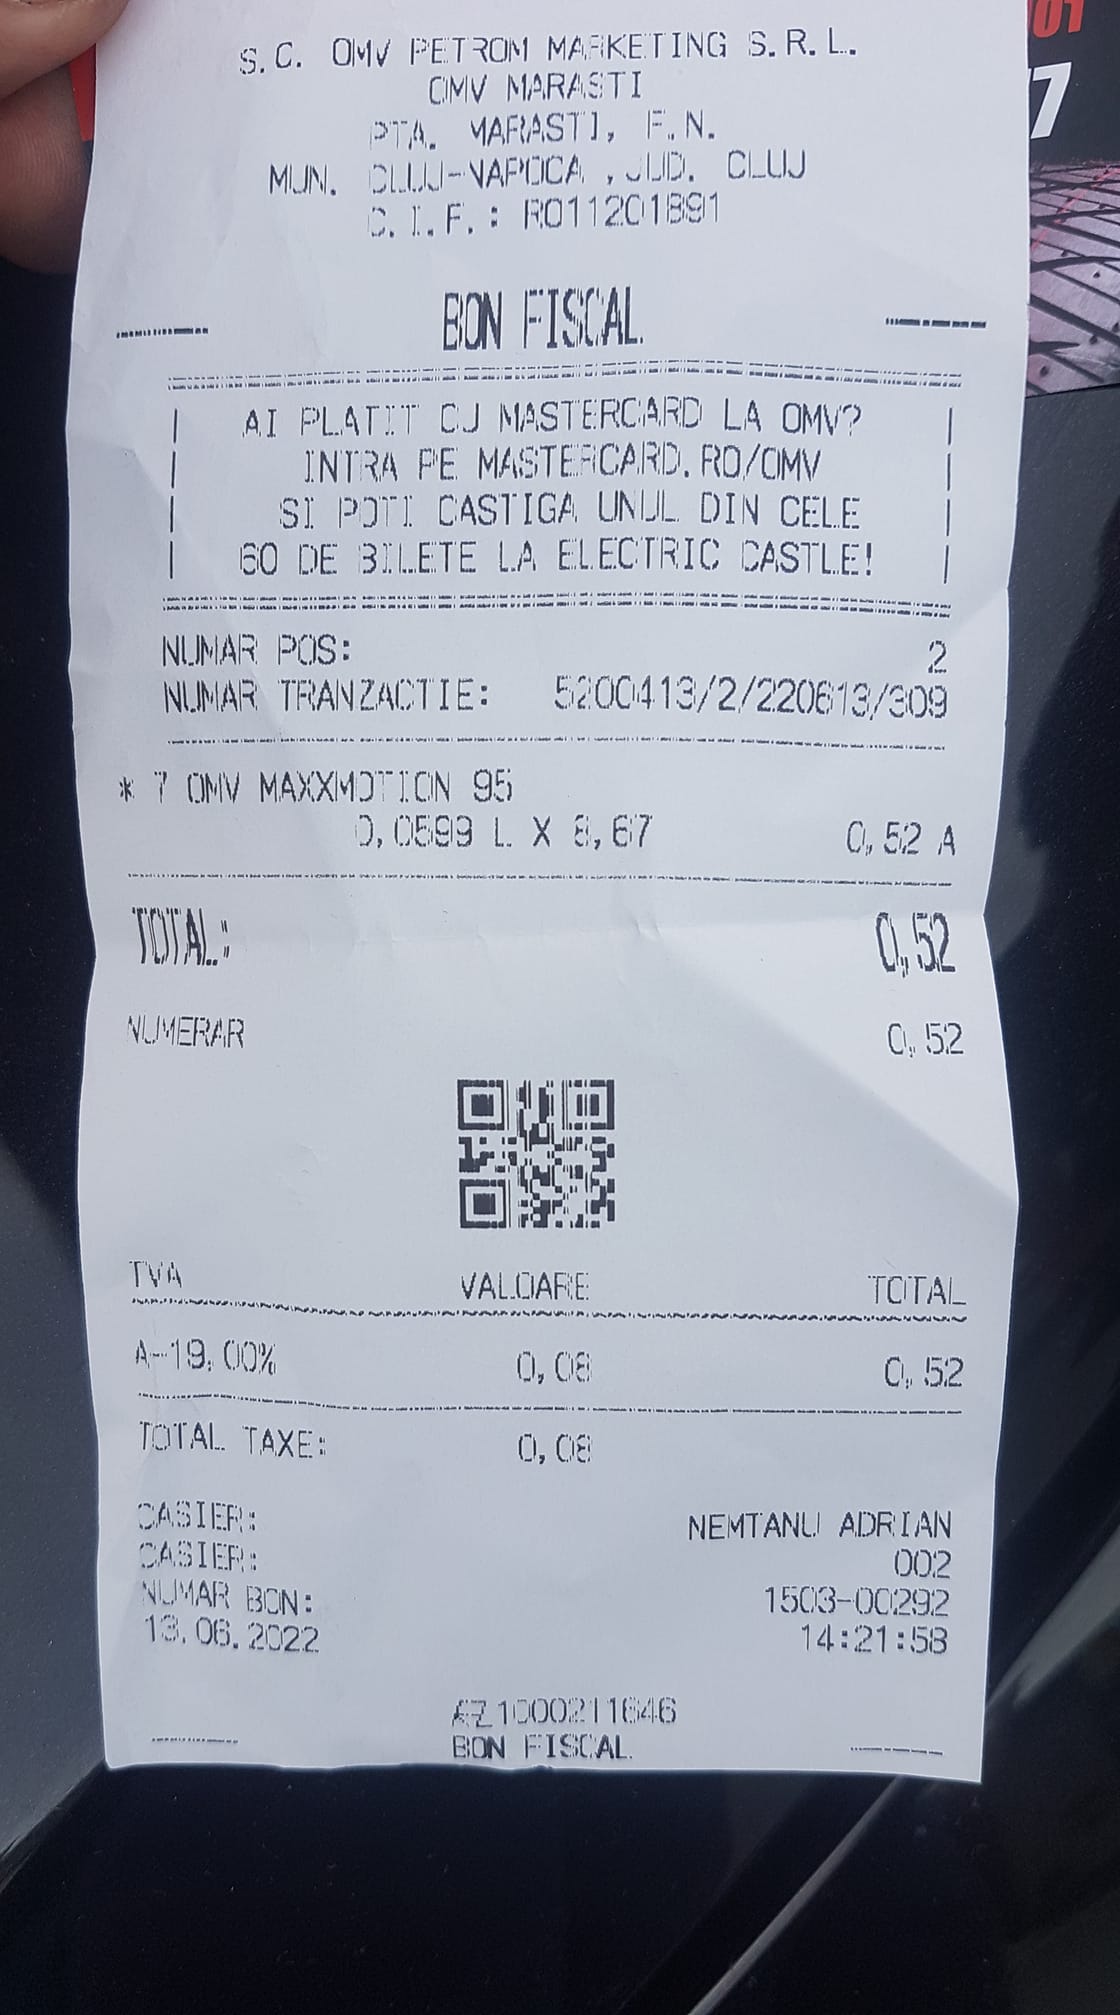 01
7
S.C. OMV PETROM MARKETING S.R.L.
OMV MARASTI
PTA. MARASTI, F.N.
MUN. CLUJ-NAPOCA ,JUD. CLUJ
C.I.F.: RO11201891
BON FISCAL
AI PLATIT CU MASTERCARD LA OMV?
INTRA PE MASTERCARD.RO/OMV
SI POTI CASTIGA UNUL DIN CELE
60 DE BILETE LA ELECTRIC CASTLE!
NUMAR POS: 2
NUMAR TRANZACTIE: 5200413/2/220613/309
* 7 OMV MAXXMOTION 95
0,0599 L X 8,67 0,52 A
TOTAL: 0,52
NUMERAR 0,52
TVA VALOARE TOTAL
A-19,00% 0,08 0,52
TOTAL TAXE: 0,08
CASIER: NEMTANU ADRIAN
CASIER: 002
NUMAR BON: 1503-00292
13.06.2022 14:21:58
AZ1000211646
BON FISCAL